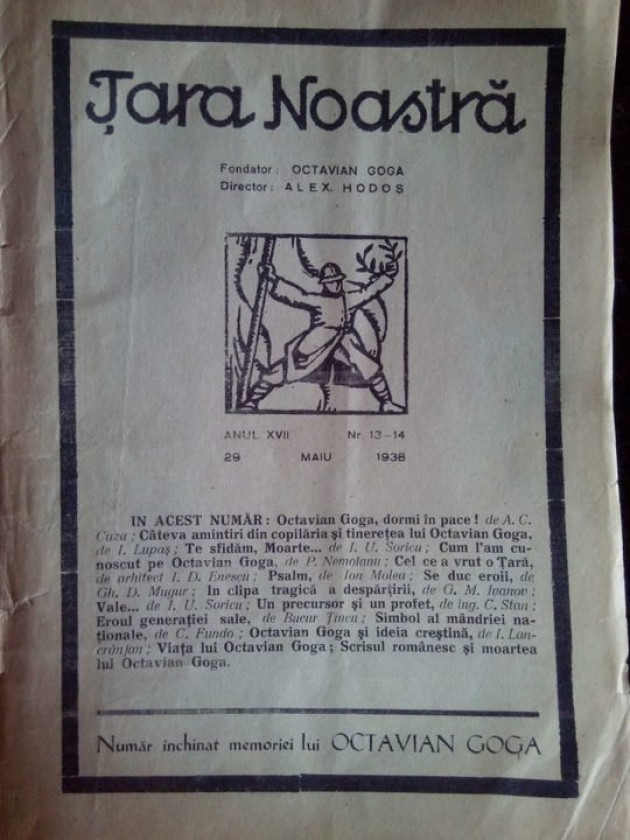 Țara Noastră
Fondator: OCTAVIAN GOGA
Director: ALEX. HODOȘ
ANUL XVII Nr. 13-14
29 MAIU 1938
IN ACEST NUMĂR: Octavian Goga, dormi în pace! de A. C.
Cuza; Câteva amintiri din copilăria și tinerețea lui Octavian Goga,
de I. Lupaș; Te sfidăm, Moarte... de I. U. Soricu; Cum l'am cu-
noscut pe Octavian Goga, de P. Nemoianu; Cel ce a vrut o Țară,
de arhitect I. D. Enescu; Psalm, de Ion Molea; Se duc eroii, de
Gh. D. Mugur; In clipa tragică a despărțirii, de G. M. Ivanov;
Vale... de I. U. Soricu; Un precursor și un profet, de ing. C. Stan;
Eroul generației sale, de Bucur Țincu; Simbol al mândriei na-
ționale, de C. Fundo; Octavian Goga și ideia creștină, de I. Lan-
crănjan; Viața lui Octavian Goga; Scrisul românesc și moartea
lui Octavian Goga.
Număr închinat memoriei lui OCTAVIAN GOGA